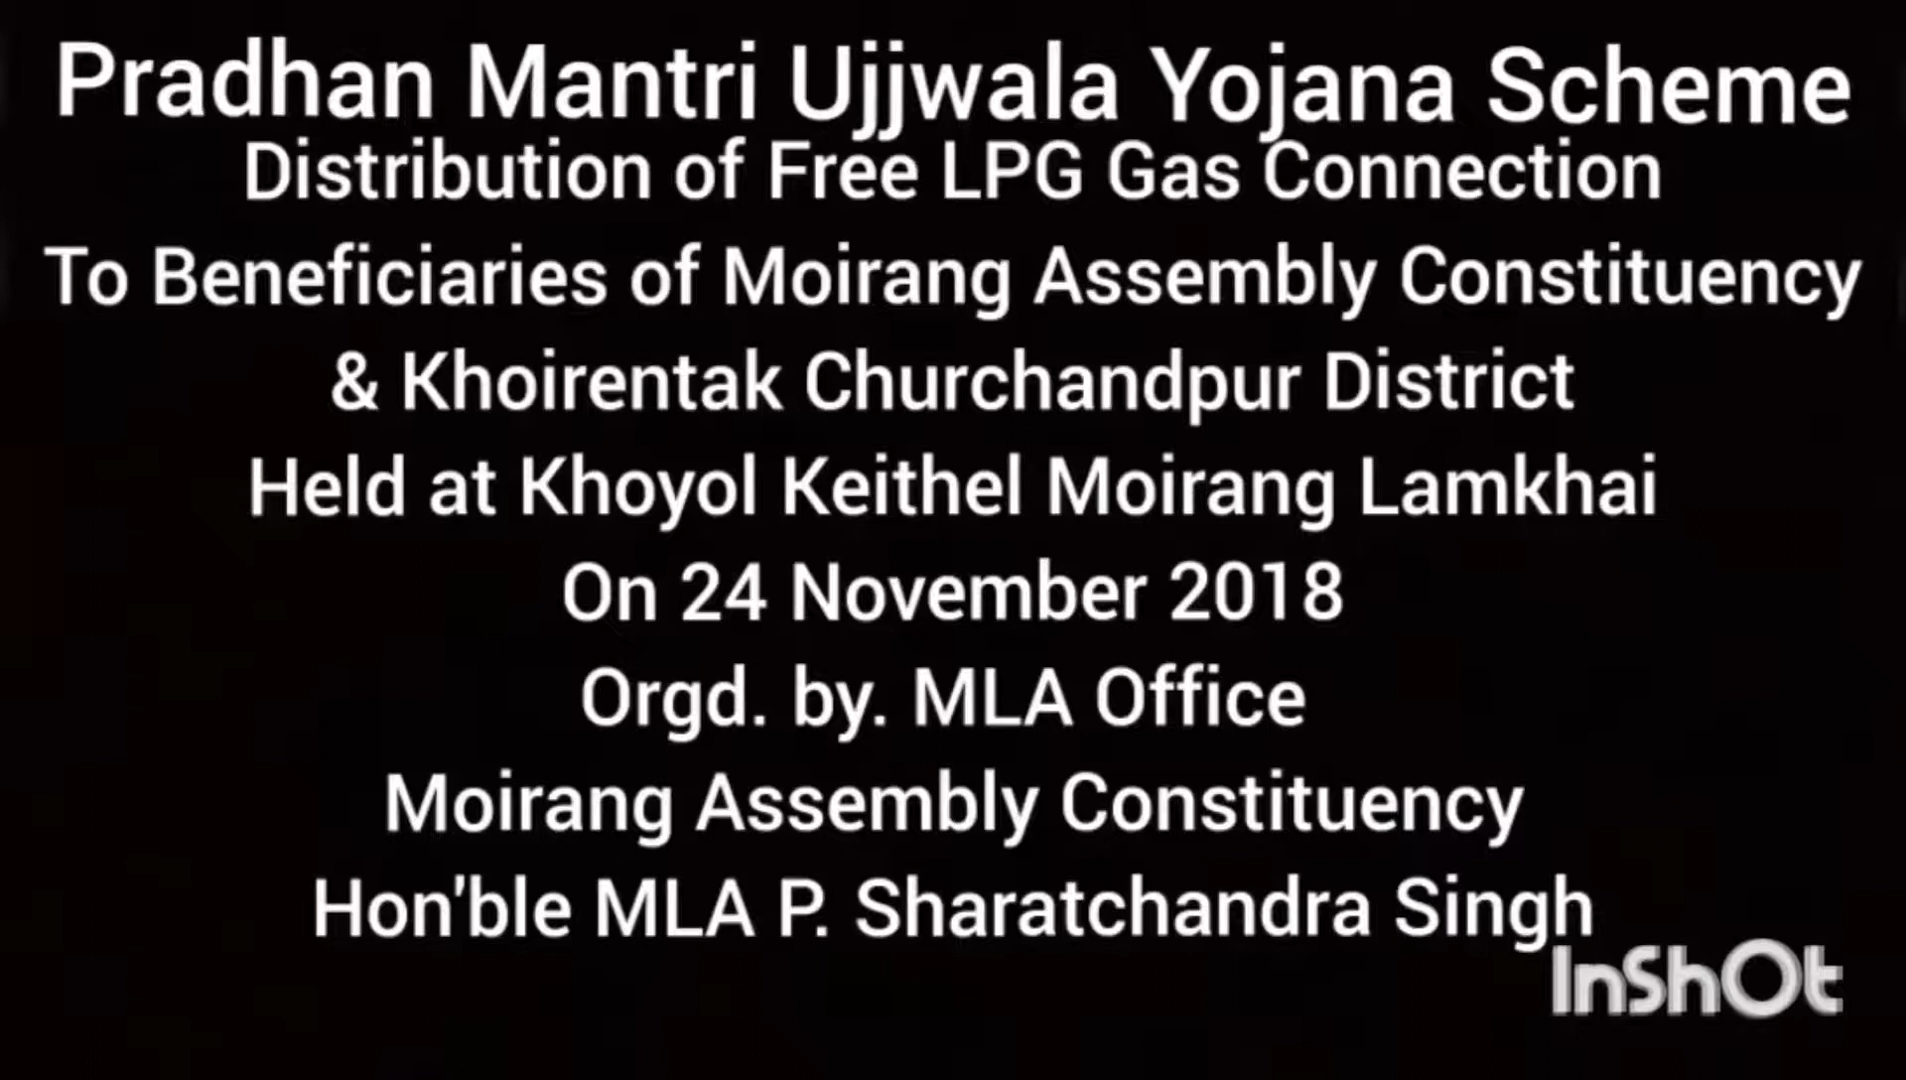 Pradhan Mantri Ujjwala Yojana Scheme
Distribution of Free LPG Gas Connection
To Beneficiaries of Moirang Assembly Constituency
& Khoirentak Churchandpur District
Held at Khoyol Keithel Moirang Lamkhai
On 24 November 2018
Orgd. by. MLA Office
Moirang Assembly Constituency
Hon'ble MLA P. Sharatchandra Singh
InShOt